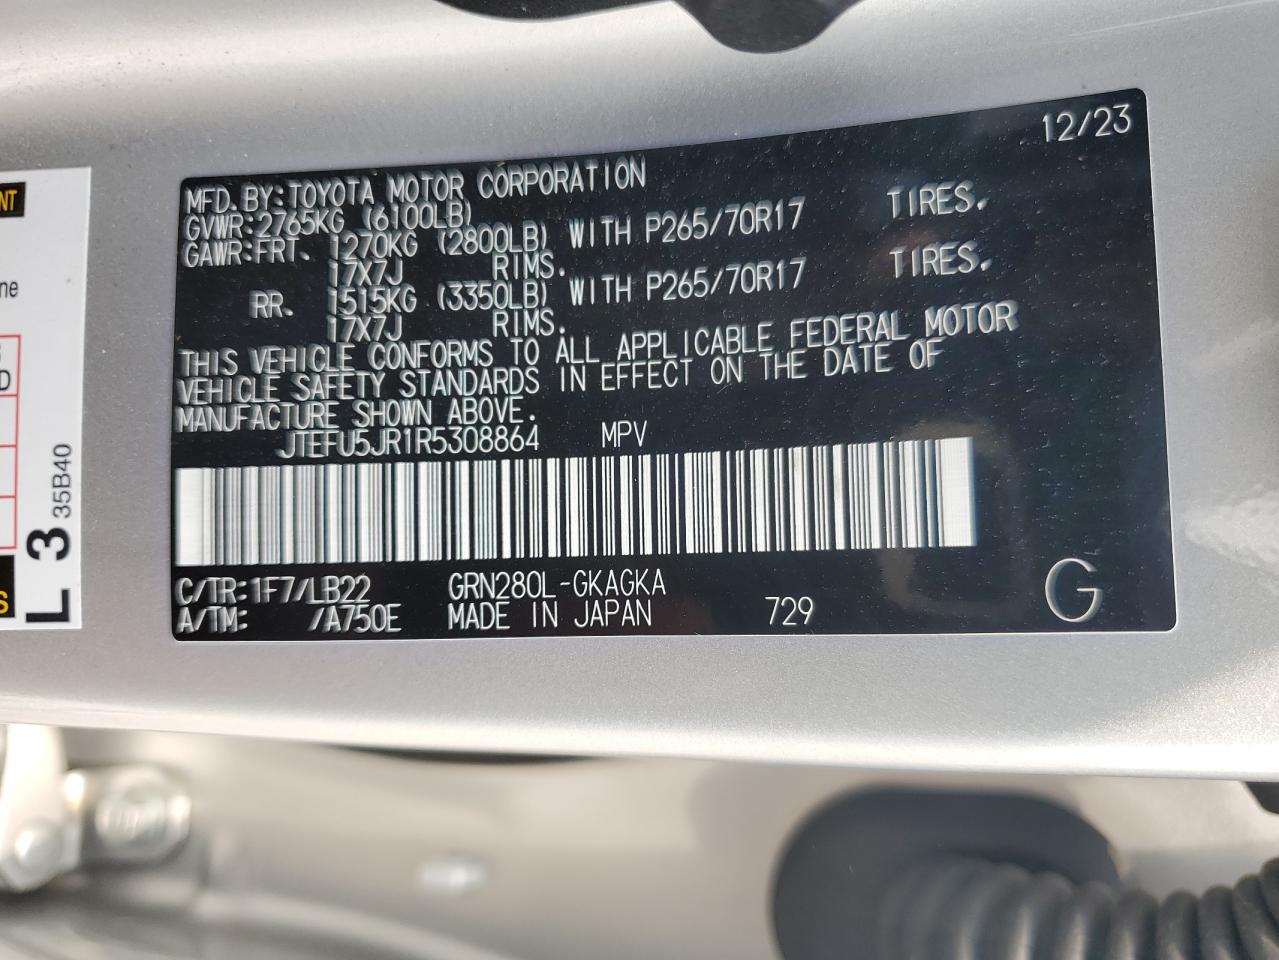 12/23
MFD.BY:TOYOTA MOTOR CORPORATION
GVWR:2765KG (6100LB)
GAWR:FRT. 1270KG (2800LB) WITH P265/70R17 TIRES.
17X7J RIMS.
RR. 1515KG (3350LB) WITH P265/70R17 TIRES.
17X7J RIMS.
THIS VEHICLE CONFORMS TO ALL APPLICABLE FEDERAL MOTOR
VEHICLE SAFETY STANDARDS IN EFFECT ON THE DATE OF
MANUFACTURE SHOWN ABOVE.
JTEFU5JR1R5308864 MPV
C/TR:1F7/LB22 GRN280L-GKAGKA
A/TM: /A750E MADE IN JAPAN 729 G
NT
ne
D
S
L 3 35B40